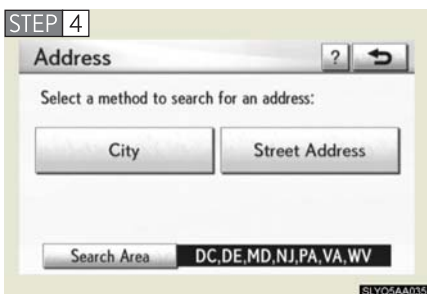 STEP 4
Address
? 
Select a method to search for an address:
City
Street Address
Search Area DC,DE,MD,NJ,PA,VA,WV
SLYO5AA035